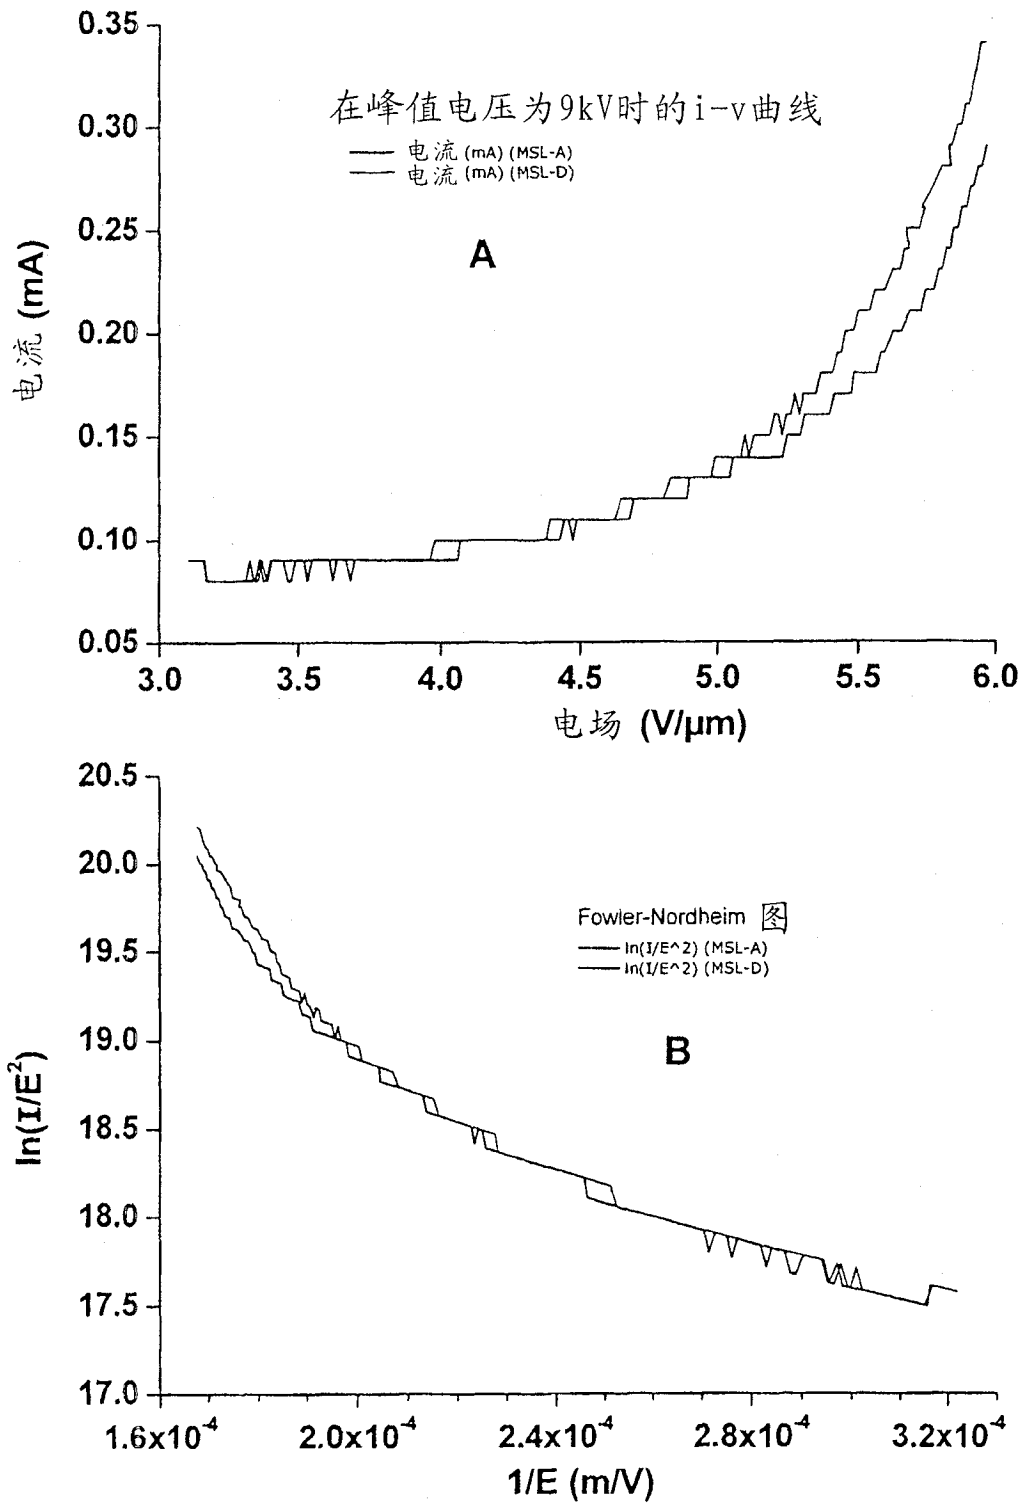 0.35
在峰值电压为9kV时的i-v曲线
0.30
电流 (mA) (MSL-A)
电流 (mA) (MSL-D)
0.25
A
电流 (mA)
0.20
0.15
0.10
0.05
3.0 3.5 4.0 4.5 5.0 5.5 6.0
电场 (V/μm)
20.5
20.0
Fowler-Nordheim 图
19.5
ln(I/E^2) (MSL-A)
ln(I/E^2) (MSL-D)
19.0
B
ln(I/E²)
18.5
18.0
17.5
17.0
1.6x10⁻⁴ 2.0x10⁻⁴ 2.4x10⁻⁴ 2.8x10⁻⁴ 3.2x10⁻⁴
1/E (m/V)